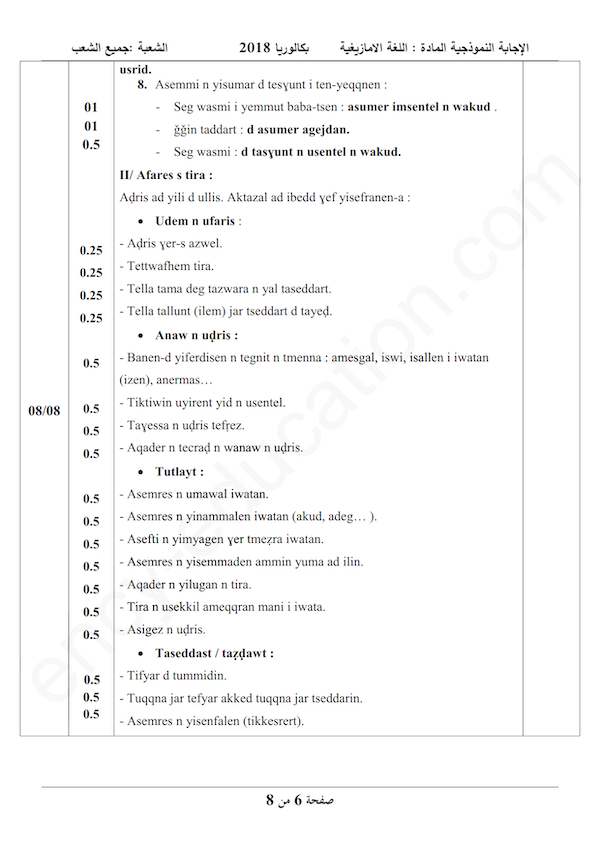 الإجابة النموذجية المادة : اللغة الامازيغية بكالوريا 2018 الشعبة :جميع الشعب
usrid.
8. Asemmi n yisumar d tesɣunt i ten-yeqqnen :
01 - Seg wasmi i yemmut baba-tsen : asumer imsentel n wakud .
01 - ǧǧin taddart : d asumer agejdan.
0.5 - Seg wasmi : d tasɣunt n usentel n wakud.
II/ Afares s tira :
Aḍris ad yili d ullis. Aktazal ad ibedd ɣef yisefranen-a :
• Udem n ufaris :
0.25 - Aḍris ɣer-s azwel.
0.25 - Tettwafhem tira.
0.25 - Tella tama deg tazwara n yal taseddart.
0.25 - Tella tallunt (ilem) jar tseddart d tayeḍ.
• Anaw n uḍris :
0.5 - Banen-d yiferdisen n tegnit n tmenna : amesgal, iswi, isallen i iwatan
(izen), anermas…
08/08 0.5 - Tiktiwin uyirent yid n usentel.
0.5 - Taɣessa n uḍris tefṛez.
0.5 - Aqader n tecraḍ n wanaw n uḍris.
• Tutlayt :
0.5 - Asemres n umawal iwatan.
0.5 - Asemres n yinammalen iwatan (akud, adeg… ).
0.5 - Asefti n yimyagen ɣer tmeẓra iwatan.
0.5 - Asemres n yisemmaden ammin yuma ad ilin.
0.5 - Aqader n yilugan n tira.
0.5 - Tira n usekkil ameqqran mani i iwata.
0.5 - Asigez n uḍris.
• Taseddast / taẓḍawt :
0.5 - Tifyar d tummidin.
0.5 - Tuqqna jar tefyar akked tuqqna jar tseddarin.
0.5 - Asemres n yisenfalen (tikkesrert).
صفحة 6 من 8
ency-education.com